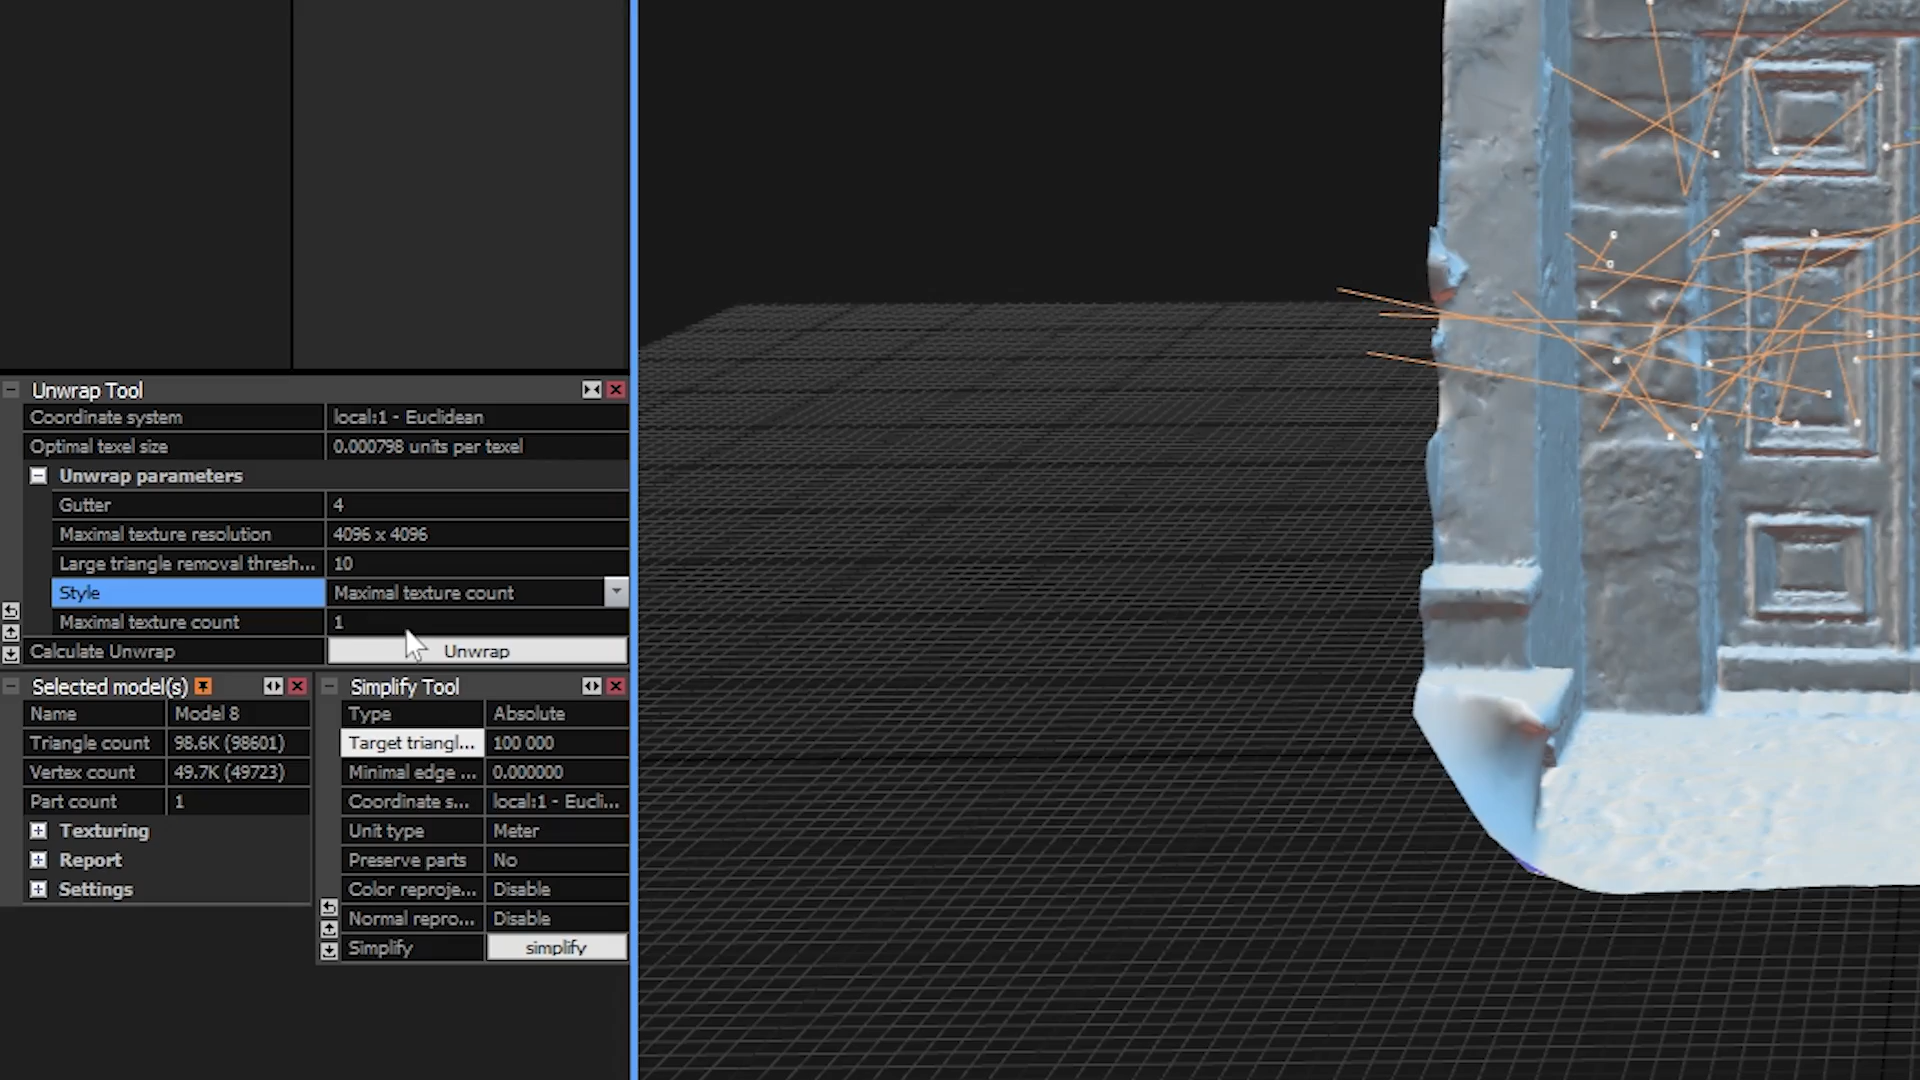 Unwrap Tool
Coordinate system local:1 - Euclidean
Optimal texel size 0.000798 units per texel
Unwrap parameters
Gutter 4
Maximal texture resolution 4096 x 4096
Large triangle removal thresh... 10
Style Maximal texture count
Maximal texture count 1
Calculate Unwrap Unwrap
Selected model(s)
Name Model 8
Triangle count 98.6K (98601)
Vertex count 49.7K (49723)
Part count 1
Texturing
Report
Settings
Simplify Tool
Type Absolute
Target triangl... 100 000
Minimal edge ... 0.000000
Coordinate s... local:1 - Eucli...
Unit type Meter
Preserve parts No
Color reproje... Disable
Normal repro... Disable
Simplify simplify